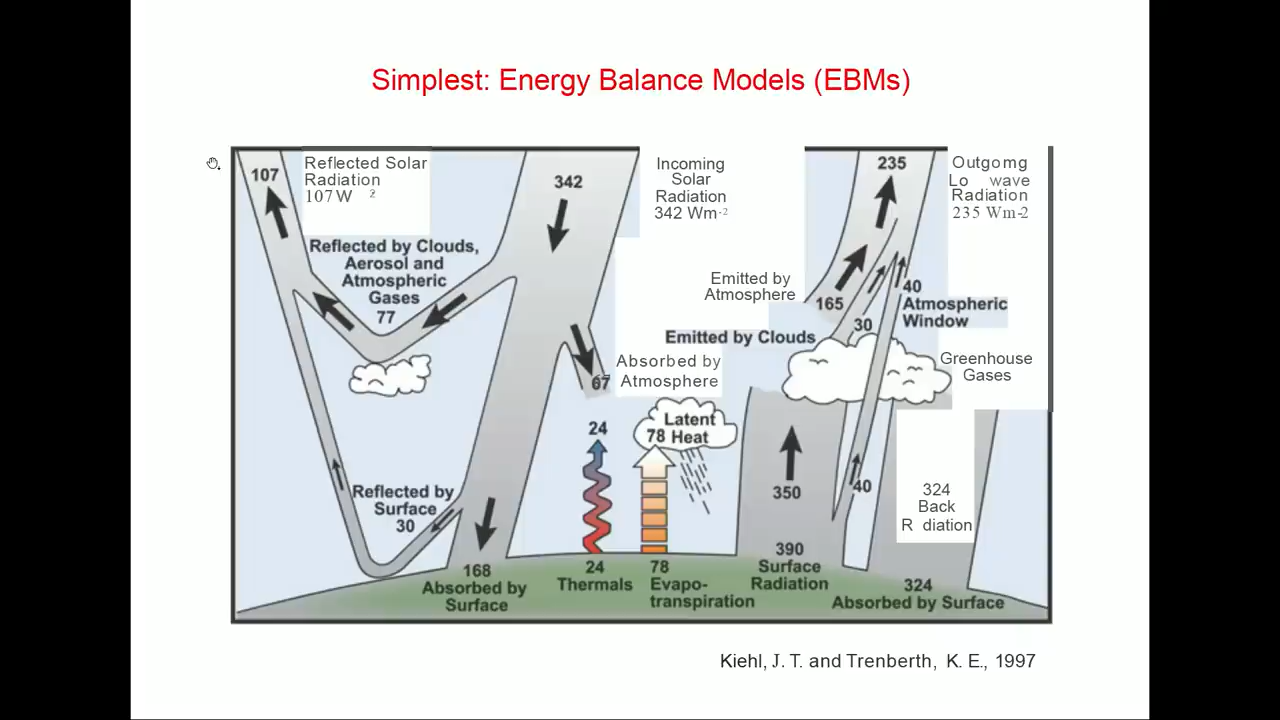 Simplest: Energy Balance Models (EBMs)
107
Reflected Solar
Radiation
107W 2
342
Incoming
Solar
Radiation
342 Wm-2
235
Outgomg
Lo wave
Radiation
235 Wm-2
Reflected by Clouds,
Aerosol and
Atmospheric
Gases
77
Emitted by
Atmosphere
165
40
Atmospheric
Window
30
Emitted by Clouds
Absorbed by
Atmosphere
67
Greenhouse
Gases
24
Latent
78 Heat
350
40
324
Back
R diation
Reflected by
Surface
30
168
Absorbed by
Surface
24
Thermals
78
Evapo-
transpiration
390
Surface
Radiation
324
Absorbed by Surface
Kiehl, J. T. and Trenberth, K. E., 1997